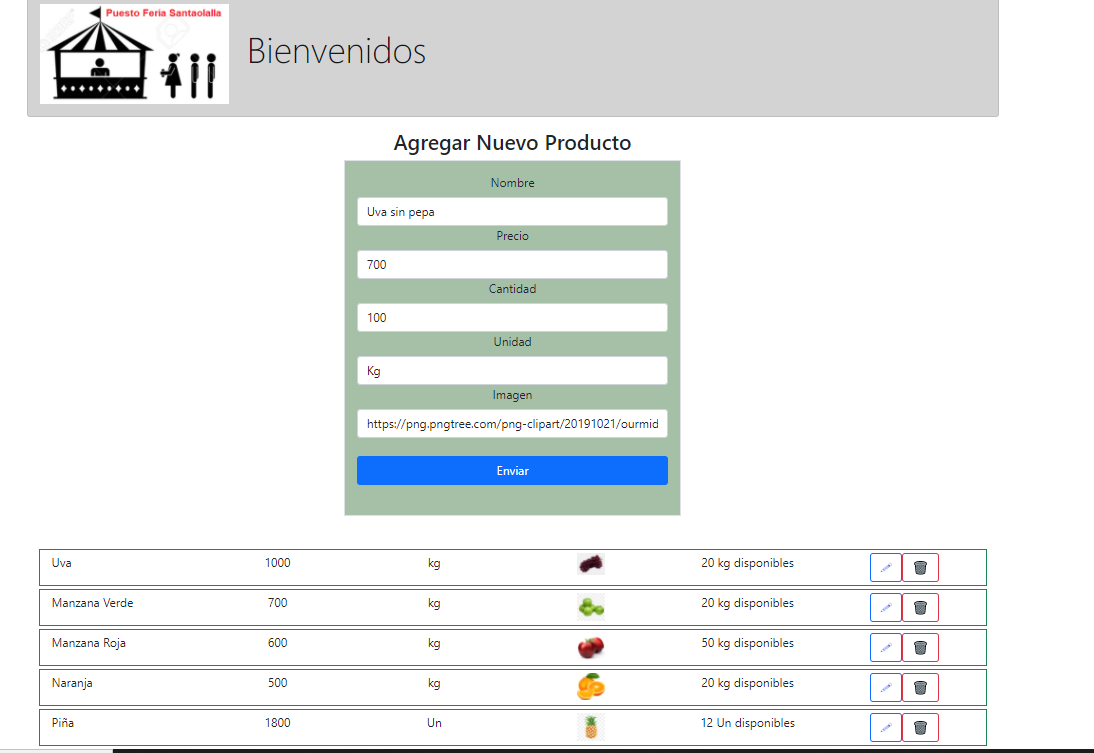 Puesto Feria Santaolalla
Bienvenidos
Agregar Nuevo Producto
Nombre
Uva sin pepa
Precio
700
Cantidad
100
Unidad
Kg
Imagen
https://png.pngtree.com/png-clipart/20191021/ourmid
Enviar
Uva 1000 kg 20 kg disponibles
Manzana Verde 700 kg 20 kg disponibles
Manzana Roja 600 kg 50 kg disponibles
Naranja 500 kg 20 kg disponibles
Piña 1800 Un 12 Un disponibles